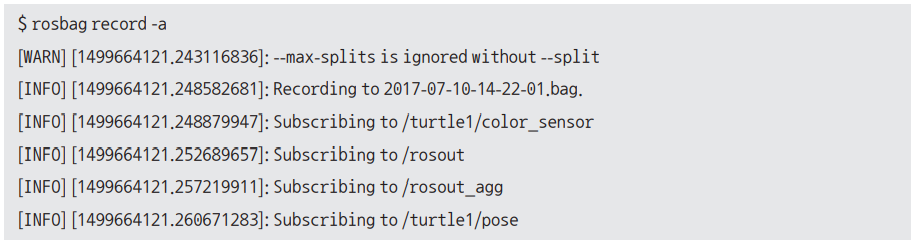 $ rosbag record -a
[WARN] [1499664121.243116836]: --max-splits is ignored without --split
[INFO] [1499664121.248582681]: Recording to 2017-07-10-14-22-01.bag.
[INFO] [1499664121.248879947]: Subscribing to /turtle1/color_sensor
[INFO] [1499664121.252689657]: Subscribing to /rosout
[INFO] [1499664121.257219911]: Subscribing to /rosout_agg
[INFO] [1499664121.260671283]: Subscribing to /turtle1/pose